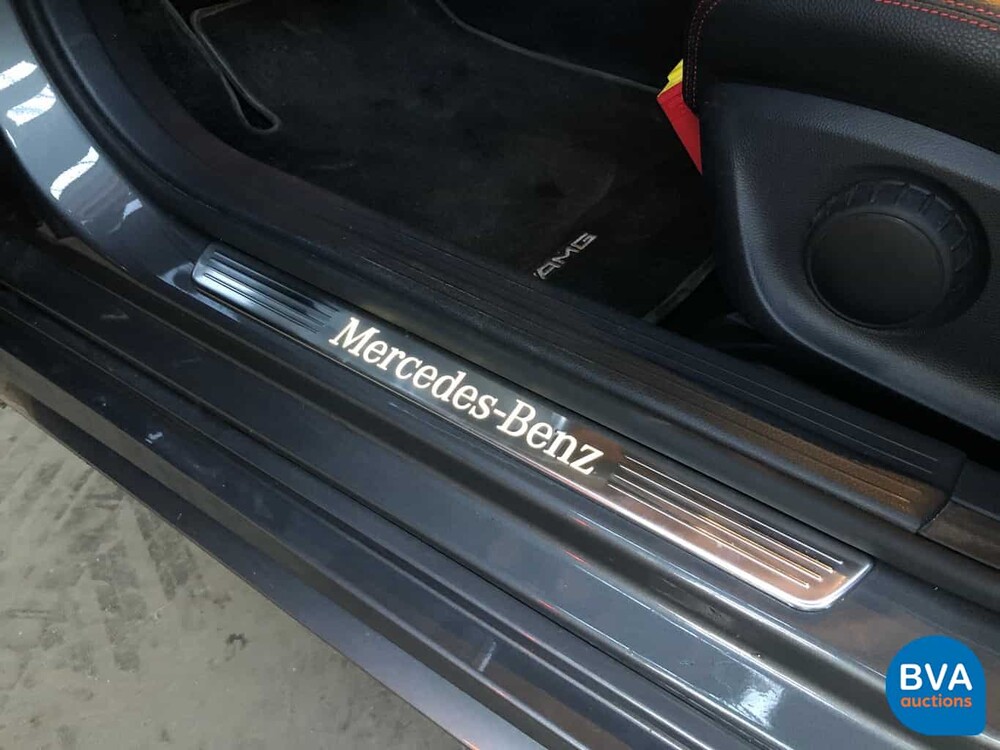 AMG
Mercedes-Benz
BVA
auctions